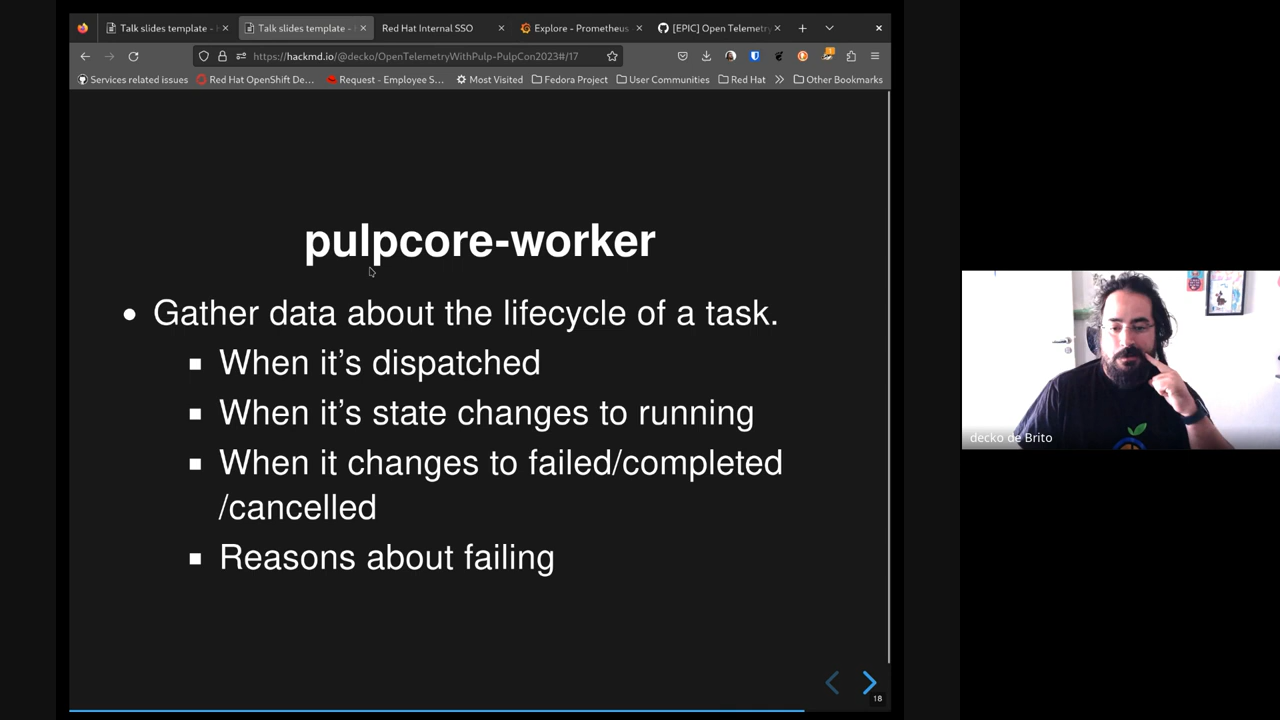 Talk slides template -
Talk slides template -
Red Hat Internal SSO
Explore - Prometheus
[EPIC] Open Telemetry
https://hackmd.io/@decko/OpenTelemetryWithPulp-PulpCon2023#/17
Services related issues
Red Hat OpenShift De...
Request - Employee S...
Most Visited
Fedora Project
User Communities
Red Hat
Other Bookmarks
pulpcore-worker
Gather data about the lifecycle of a task.
When it’s dispatched
When it’s state changes to running
When it changes to failed/completed
/cancelled
Reasons about failing
18
decko de Brito